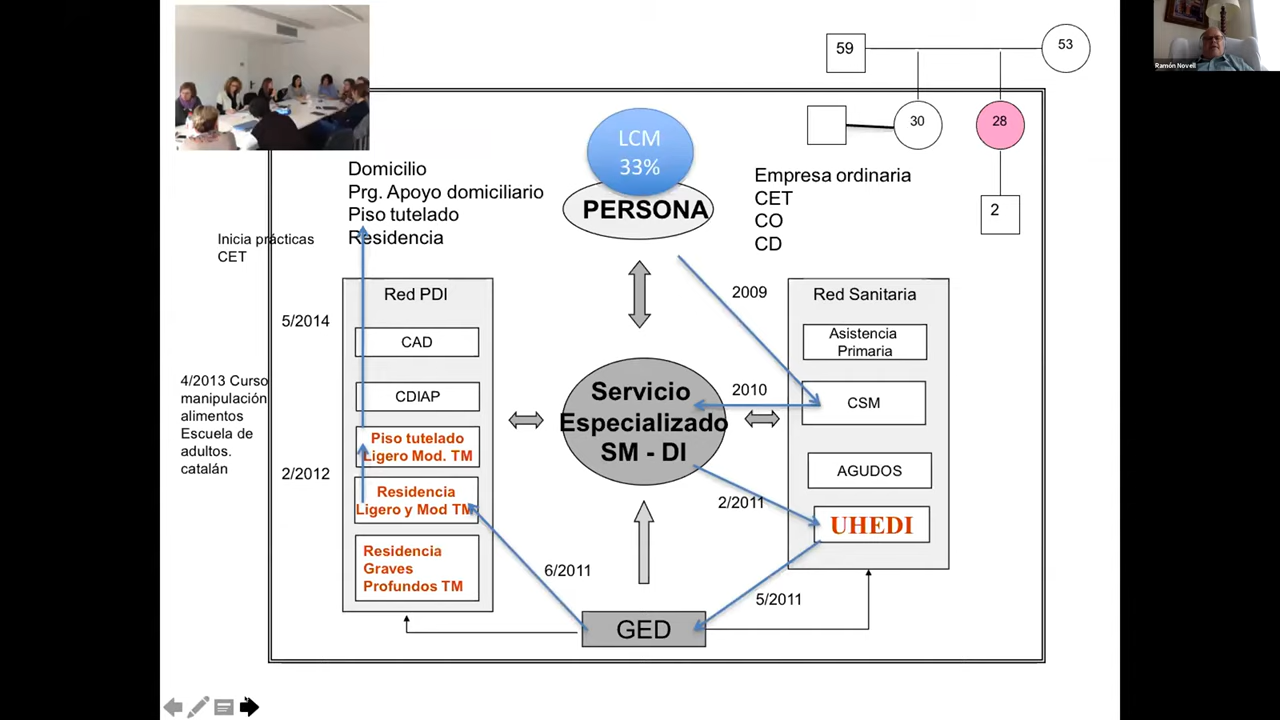 59
53
Ramón Novell
30
28
2
LCM
33%
PERSONA
Domicilio
Prg. Apoyo domiciliario
Piso tutelado
Residencia
Empresa ordinaria
CET
CO
CD
Inicia prácticas
CET
5/2014
4/2013 Curso
manipulación
alimentos
Escuela de
adultos.
catalán
2/2012
Red PDI
CAD
CDIAP
Piso tutelado
Ligero Mod. TM
Residencia
Ligero y Mod TM
Residencia
Graves
Profundos TM
Servicio
Especializado
SM - DI
2009
2010
2/2011
5/2011
6/2011
Red Sanitaria
Asistencia
Primaria
CSM
AGUDOS
UHEDI
GED